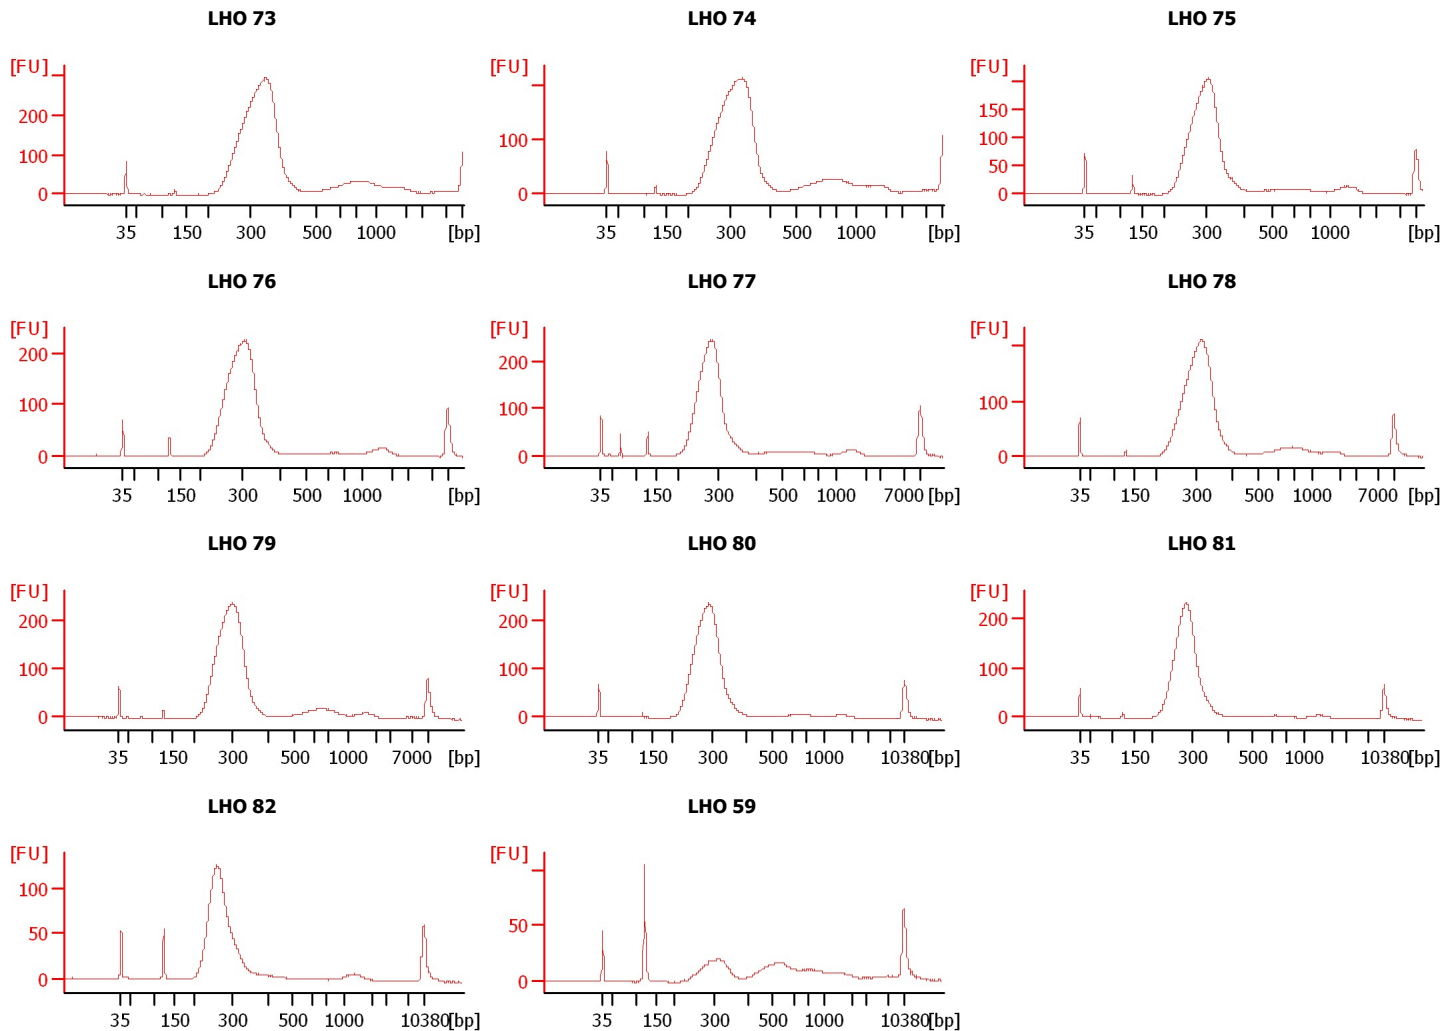 LHO 73 LHO 74 LHO 75
[FU] [FU] [FU]
200 100 0
100 0
150 100 50 0
35 150 300 500 1000 [bp]
35 150 300 500 1000 [bp]
35 150 300 500 1000 [bp]
LHO 76 LHO 77 LHO 78
[FU] [FU] [FU]
200 100 0
200 100 0
100 0
35 150 300 500 1000 [bp]
35 150 300 500 1000 7000 [bp]
35 150 300 500 1000 7000 [bp]
LHO 79 LHO 80 LHO 81
[FU] [FU] [FU]
200 100 0
200 100 0
200 100 0
35 150 300 500 1000 7000 [bp]
35 150 300 500 1000 10380[bp]
35 150 300 500 1000 10380[bp]
LHO 82 LHO 59
[FU] [FU]
100 50 0
50 0
35 150 300 500 1000 10380[bp]
35 150 300 500 1000 10380[bp]